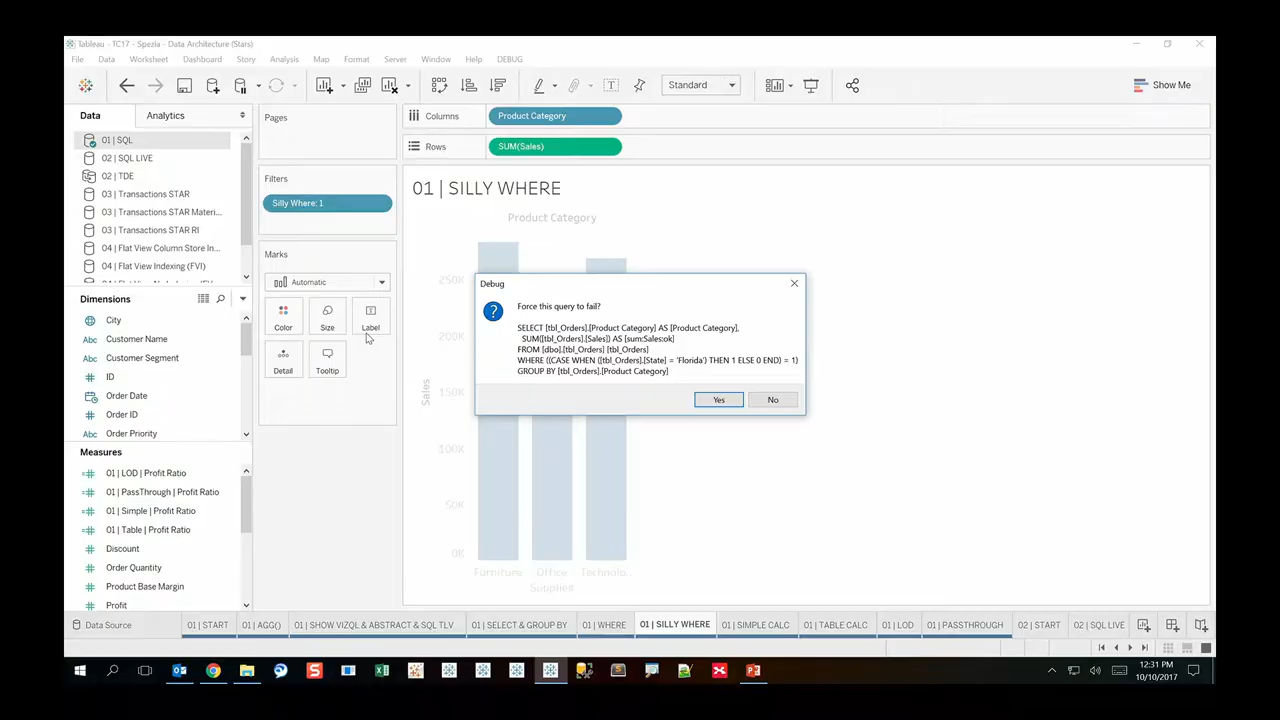 Tableau - TC17 - Spezia - Data Architecture (Stars)
File Data Worksheet Dashboard Story Analysis Map Format Server Window Help DEBUG
Standard
Show Me
Data
Analytics
01 | SQL
02 | SQL LIVE
02 | TDE
03 | Transactions STAR
03 | Transactions STAR Materi...
03 | Transactions STAR RI
04 | Flat View Column Store In...
04 | Flat View Indexing (FVI)
Dimensions
City
Abc Customer Name
Abc Customer Segment
ID
Order Date
Order ID
Abc Order Priority
Measures
01 | LOD | Profit Ratio
01 | PassThrough | Profit Ratio
01 | Simple | Profit Ratio
01 | Table | Profit Ratio
Discount
Order Quantity
Product Base Margin
Profit
Pages
Filters
Silly Where: 1
Marks
Automatic
Color
Size
Label
Detail
Tooltip
Columns
Product Category
Rows
SUM(Sales)
01 | SILLY WHERE
Product Category
250K
200K
150K
100K
50K
0K
Sales
Furniture
Office
Supplies
Technolo...
Debug
Force this query to fail?
SELECT [tbl_Orders].[Product Category] AS [Product Category],
SUM([tbl_Orders].[Sales]) AS [sum:Sales:ok]
FROM [dbo].[tbl_Orders] [tbl_Orders]
WHERE ((CASE WHEN ([tbl_Orders].[State] = 'Florida') THEN 1 ELSE 0 END) = 1)
GROUP BY [tbl_Orders].[Product Category]
Yes
No
Data Source
01 | START
01 | AGG()
01 | SHOW VIZQL & ABSTRACT & SQL TLV
01 | SELECT & GROUP BY
01 | WHERE
01 | SILLY WHERE
01 | SIMPLE CALC
01 | TABLE CALC
01 | LOD
01 | PASSTHROUGH
02 | START
02 | SQL LIVE
12:31 PM
10/10/2017